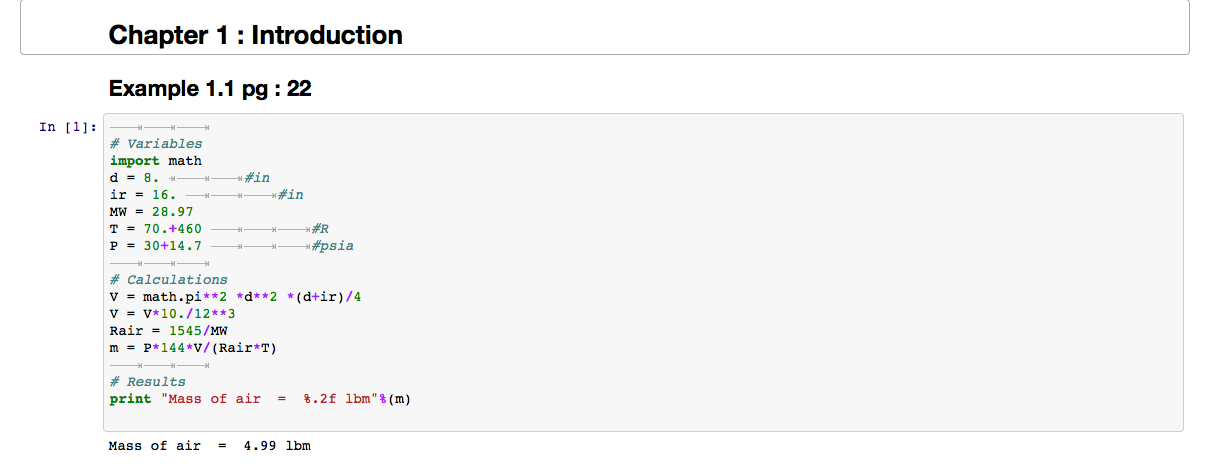 Chapter 1 : Introduction
Example 1.1 pg : 22
In [1]:
# Variables
import math
d = 8. #in
ir = 16. #in
MW = 28.97
T = 70.+460 #R
P = 30+14.7 #psia
# Calculations
V = math.pi**2 *d**2 *(d+ir)/4
V = V*10./12**3
Rair = 1545/MW
m = P*144*V/(Rair*T)
# Results
print "Mass of air  =  %.2f lbm"%(m)
Mass of air  =  4.99 lbm